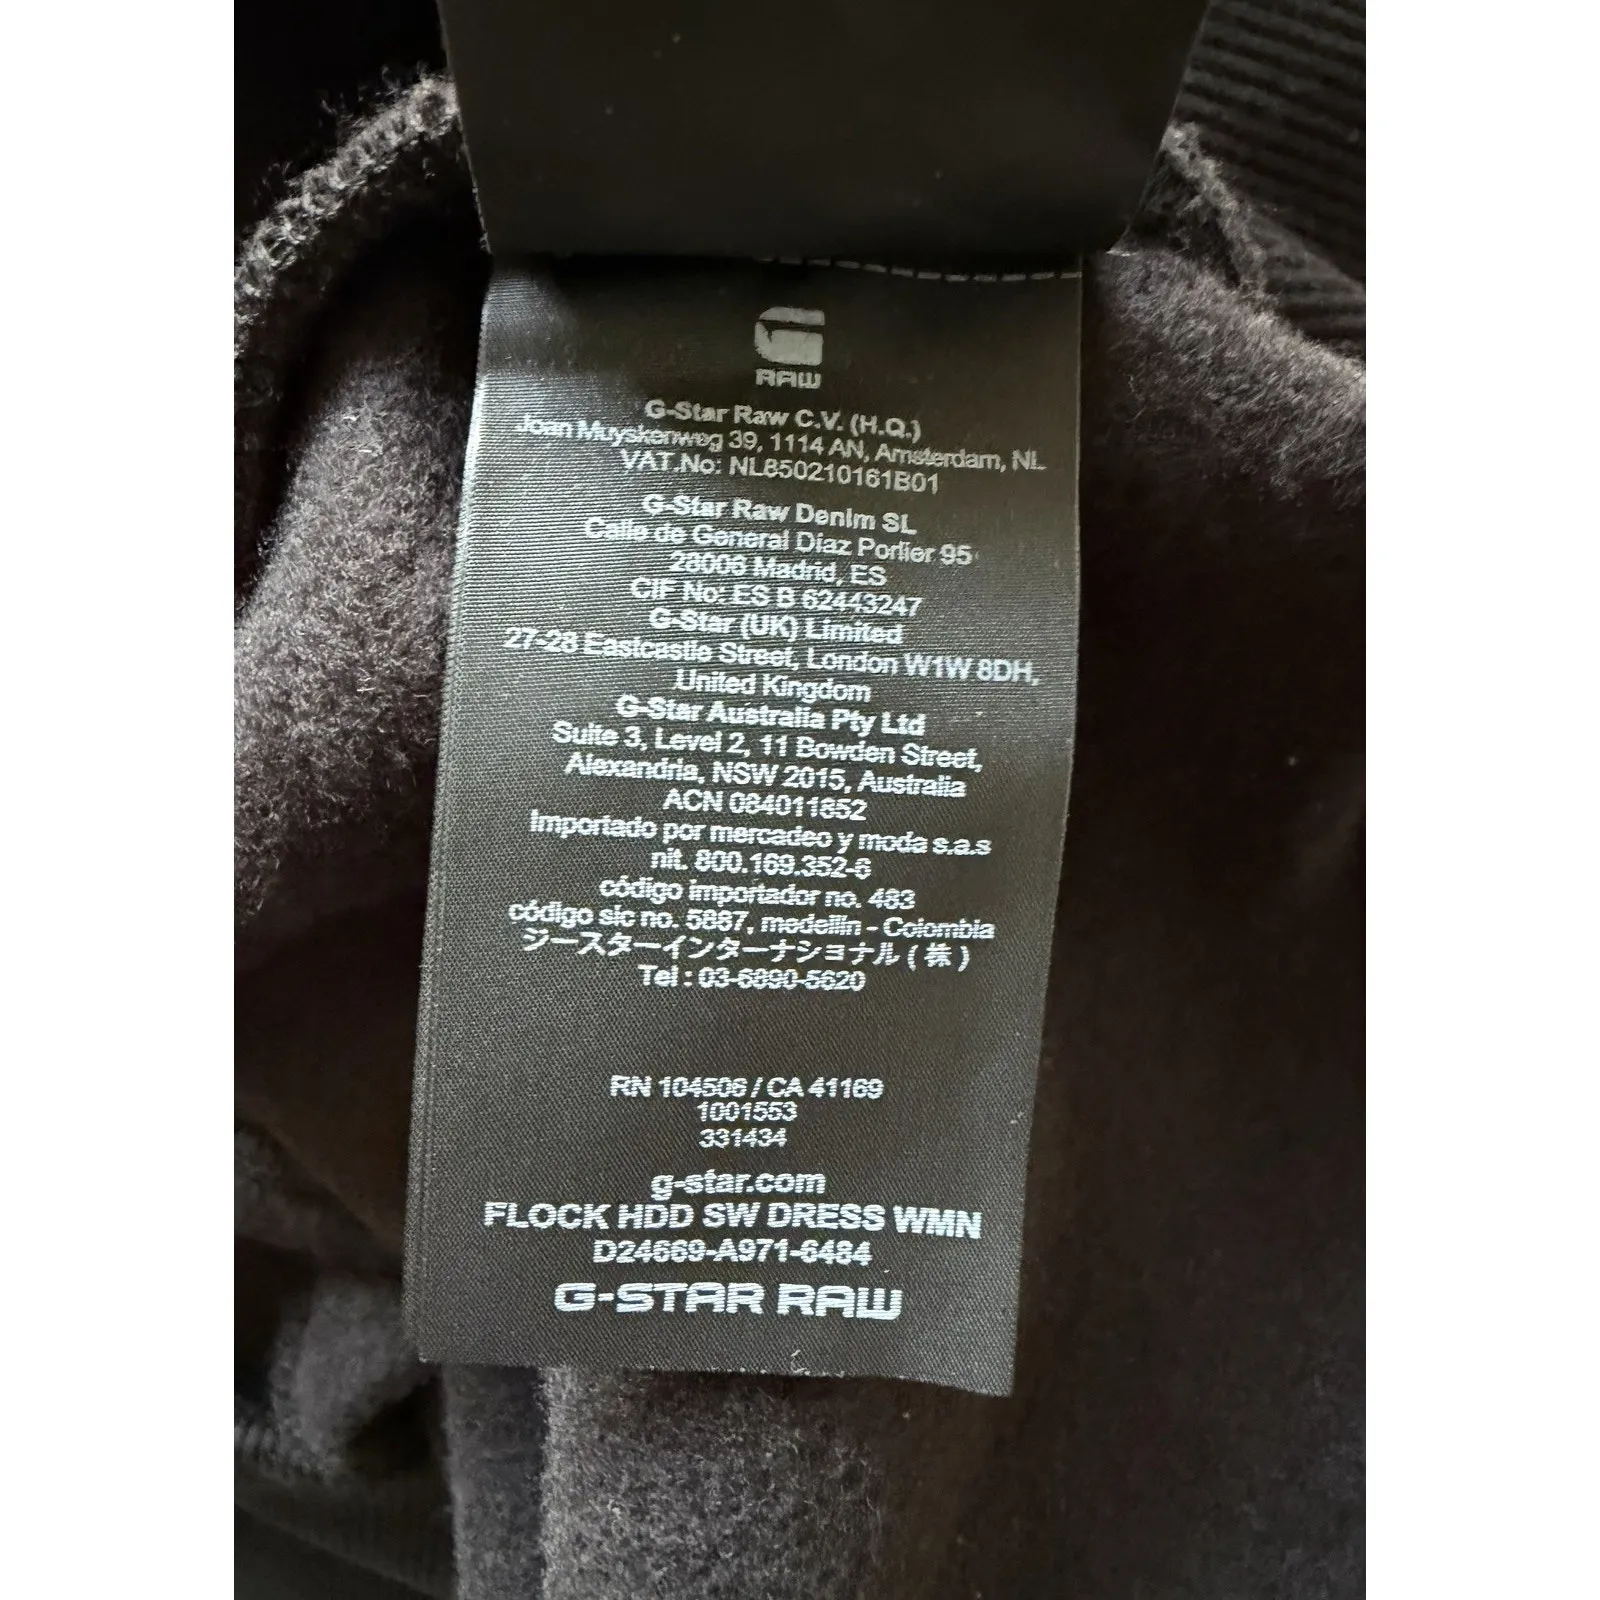 RAW
G-Star Raw C.V. (H.Q.)
Joan Muyskenweg 39, 1114 AN, Amsterdam, NL
VAT.No: NL850210161B01
G-Star Raw Denim SL
Calle de General Díaz Porlier 95
28006 Madrid, ES
CIF No: ES B 62443247
G-Star (UK) Limited
27-28 Eastcastle Street, London W1W 8DH,
United Kingdom
G-Star Australia Pty Ltd
Suite 3, Level 2, 11 Bowden Street,
Alexandria, NSW 2015, Australia
ACN 084011852
Importado por mercadeo y moda s.a.s
nit. 800.169.352-6
código importador no. 483
código sic no. 5887, medellin - Colombia
ジースターインターナショナル ( 株 )
Tel : 03-6890-5620
RN 104506 / CA 41169
1001553
331434
g-star.com
FLOCK HDD SW DRESS WMN
D24669-A971-6484
G-STAR RAW